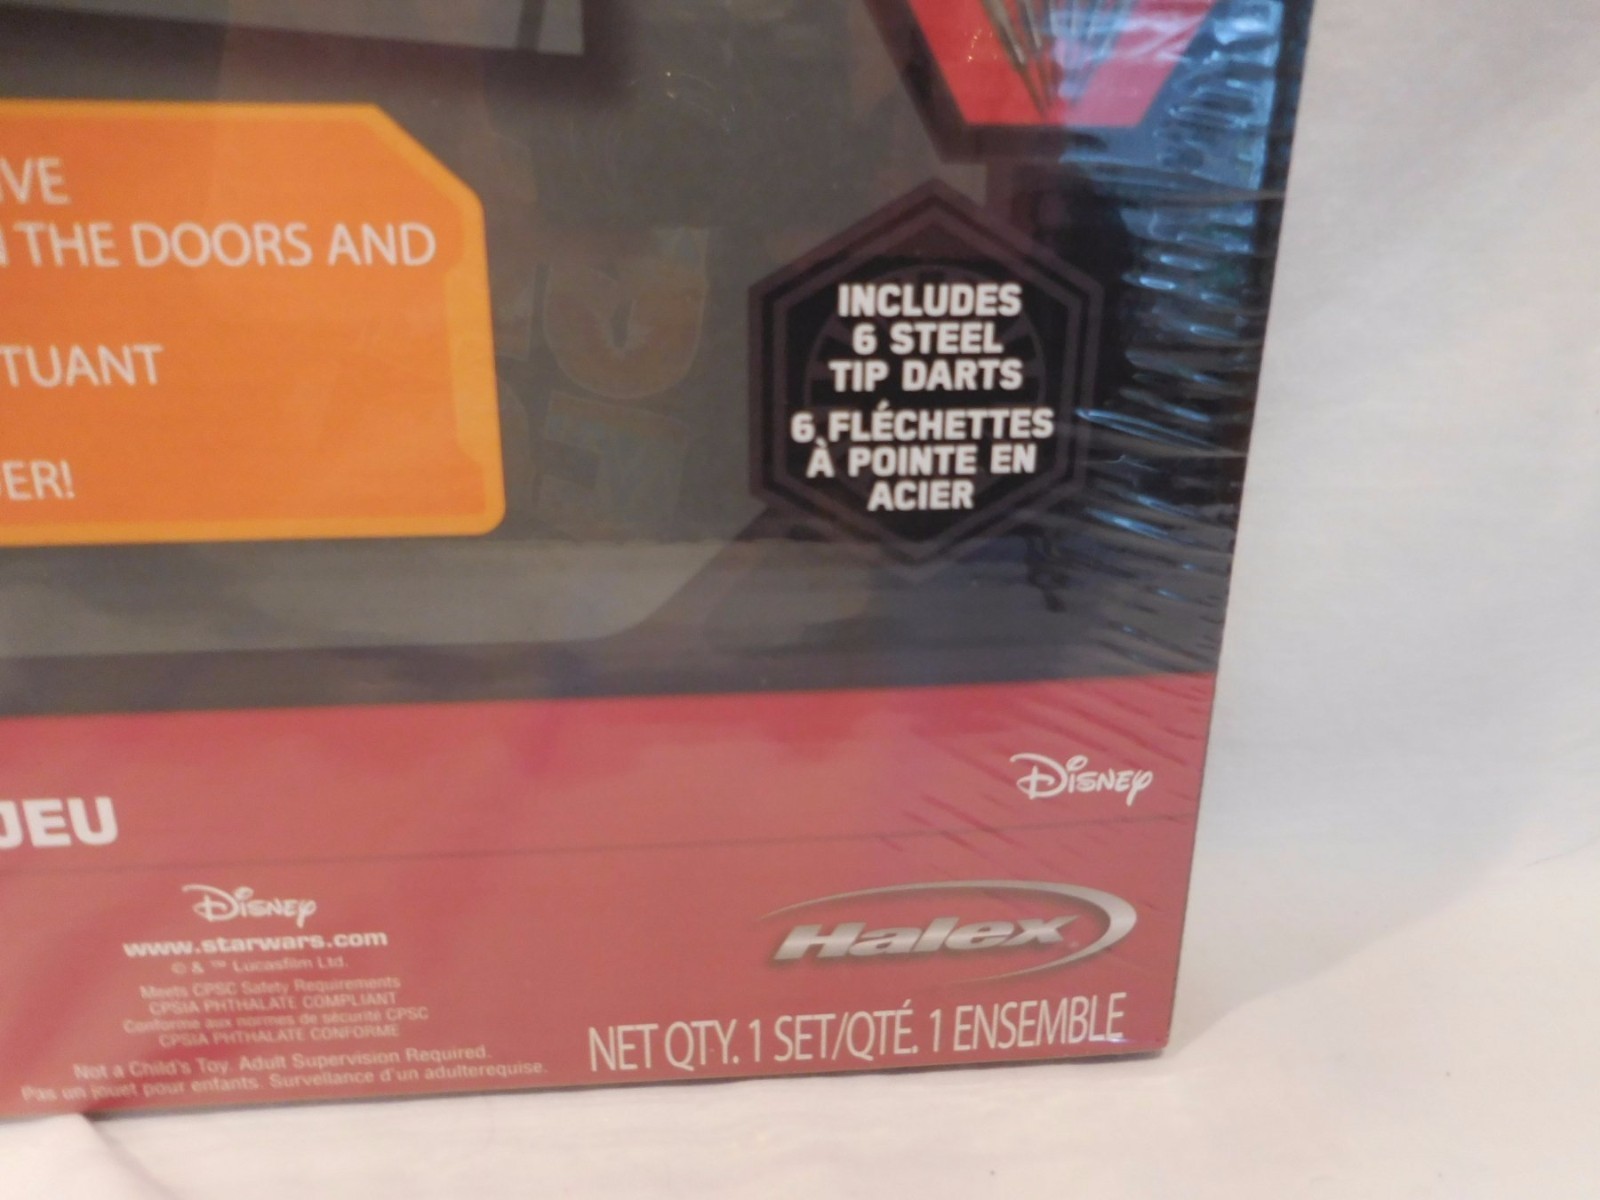 IVE
THE DOORS AND
TUANT
ER!
INCLUDES
6 STEEL
TIP DARTS
6 FLÉCHETTES
À POINTE EN
ACIER
JEU
Disney
Disney
www.starwars.com
© & ™ Lucasfilm Ltd.
Meets CPSC Safety Requirements
CPSIA PHTHALATE COMPLIANT
Conforme aux normes de sécurité CPSC
CPSIA PHTHALATE CONFORME
Not a Child's Toy. Adult Supervision Required.
Pas un jouet pour enfants. Survellance d'un adulterequise.
Halex
NET QTY. 1 SET/QTÉ. 1 ENSEMBLE